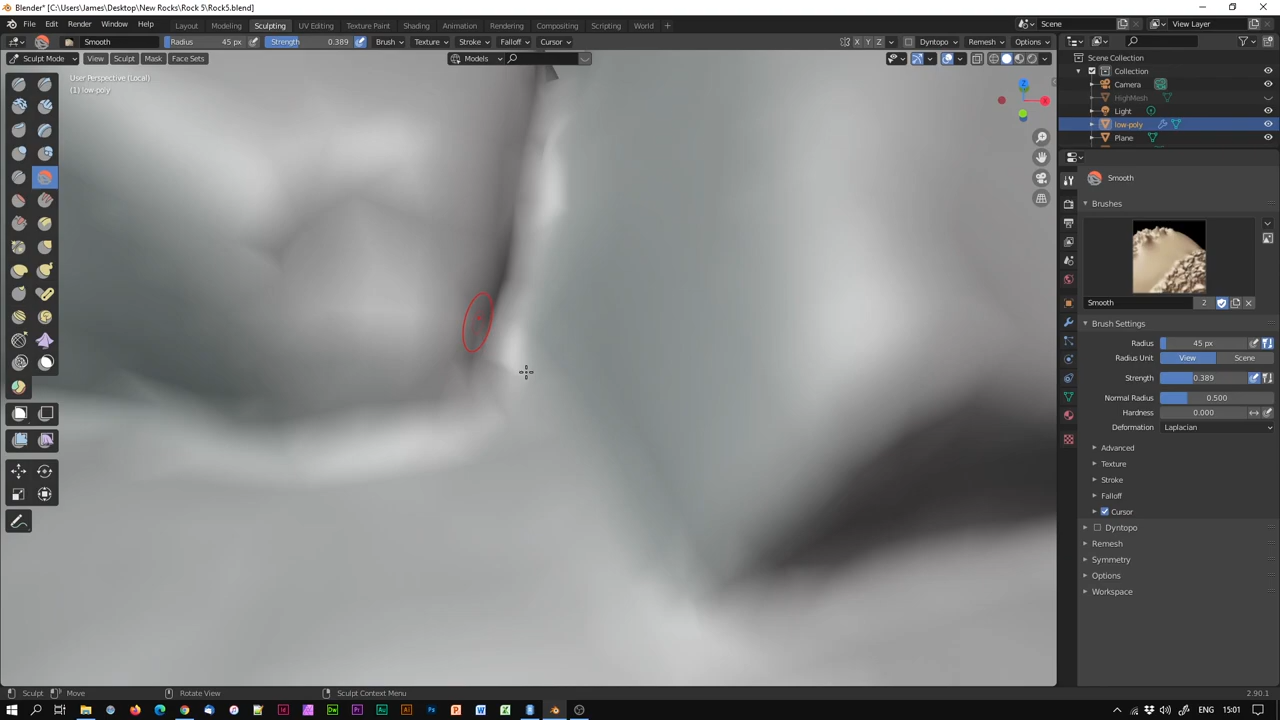 Blender* [C:\Users\James\Desktop\New Rocks\Rock 5\Rock5.blend]
File Edit Render Window Help Layout Modeling Sculpting UV Editing Texture Paint Shading Animation Rendering Compositing Scripting World + Scene View Layer
Smooth Radius 45 px Strength 0.389 Brush Texture Stroke Falloff Cursor X Y Z Dyntopo Remesh Options
Sculpt Mode View Sculpt Mask Face Sets Models
Scene Collection
User Perspective (Local)
(1) low-poly
Collection
Camera
HighMesh
Light
low-poly
Plane
Z
X
Smooth
Brushes
Smooth 2
Brush Settings
Radius 45 px
Radius Unit View Scene
Strength 0.389
Normal Radius 0.500
Hardness 0.000
Deformation Laplacian
Advanced
Texture
Stroke
Falloff
Cursor
Dyntopo
Remesh
Symmetry
Options
Workspace
Sculpt Move Rotate View Sculpt Context Menu 2.90.1
Id Dw Pr Au Ai Ps P W X 15:01